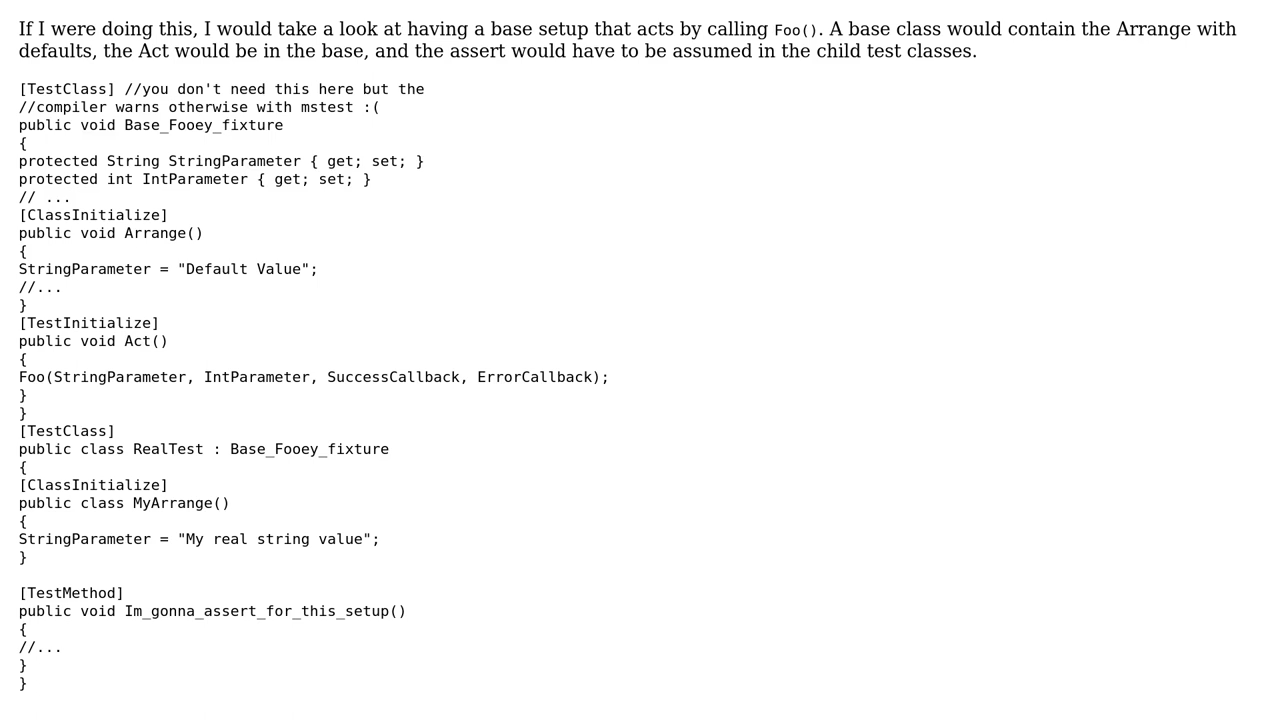 If I were doing this, I would take a look at having a base setup that acts by calling Foo(). A base class would contain the Arrange with
defaults, the Act would be in the base, and the assert would have to be assumed in the child test classes.
[TestClass] //you don't need this here but the
//compiler warns otherwise with mstest :(
public void Base_Fooey_fixture
{
protected String StringParameter { get; set; }
protected int IntParameter { get; set; }
// ...
[ClassInitialize]
public void Arrange()
{
StringParameter = "Default Value";
//...
}
[TestInitialize]
public void Act()
{
Foo(StringParameter, IntParameter, SuccessCallback, ErrorCallback);
}
}
[TestClass]
public class RealTest : Base_Fooey_fixture
{
[ClassInitialize]
public class MyArrange()
{
StringParameter = "My real string value";
}
[TestMethod]
public void Im_gonna_assert_for_this_setup()
{
//...
}
}